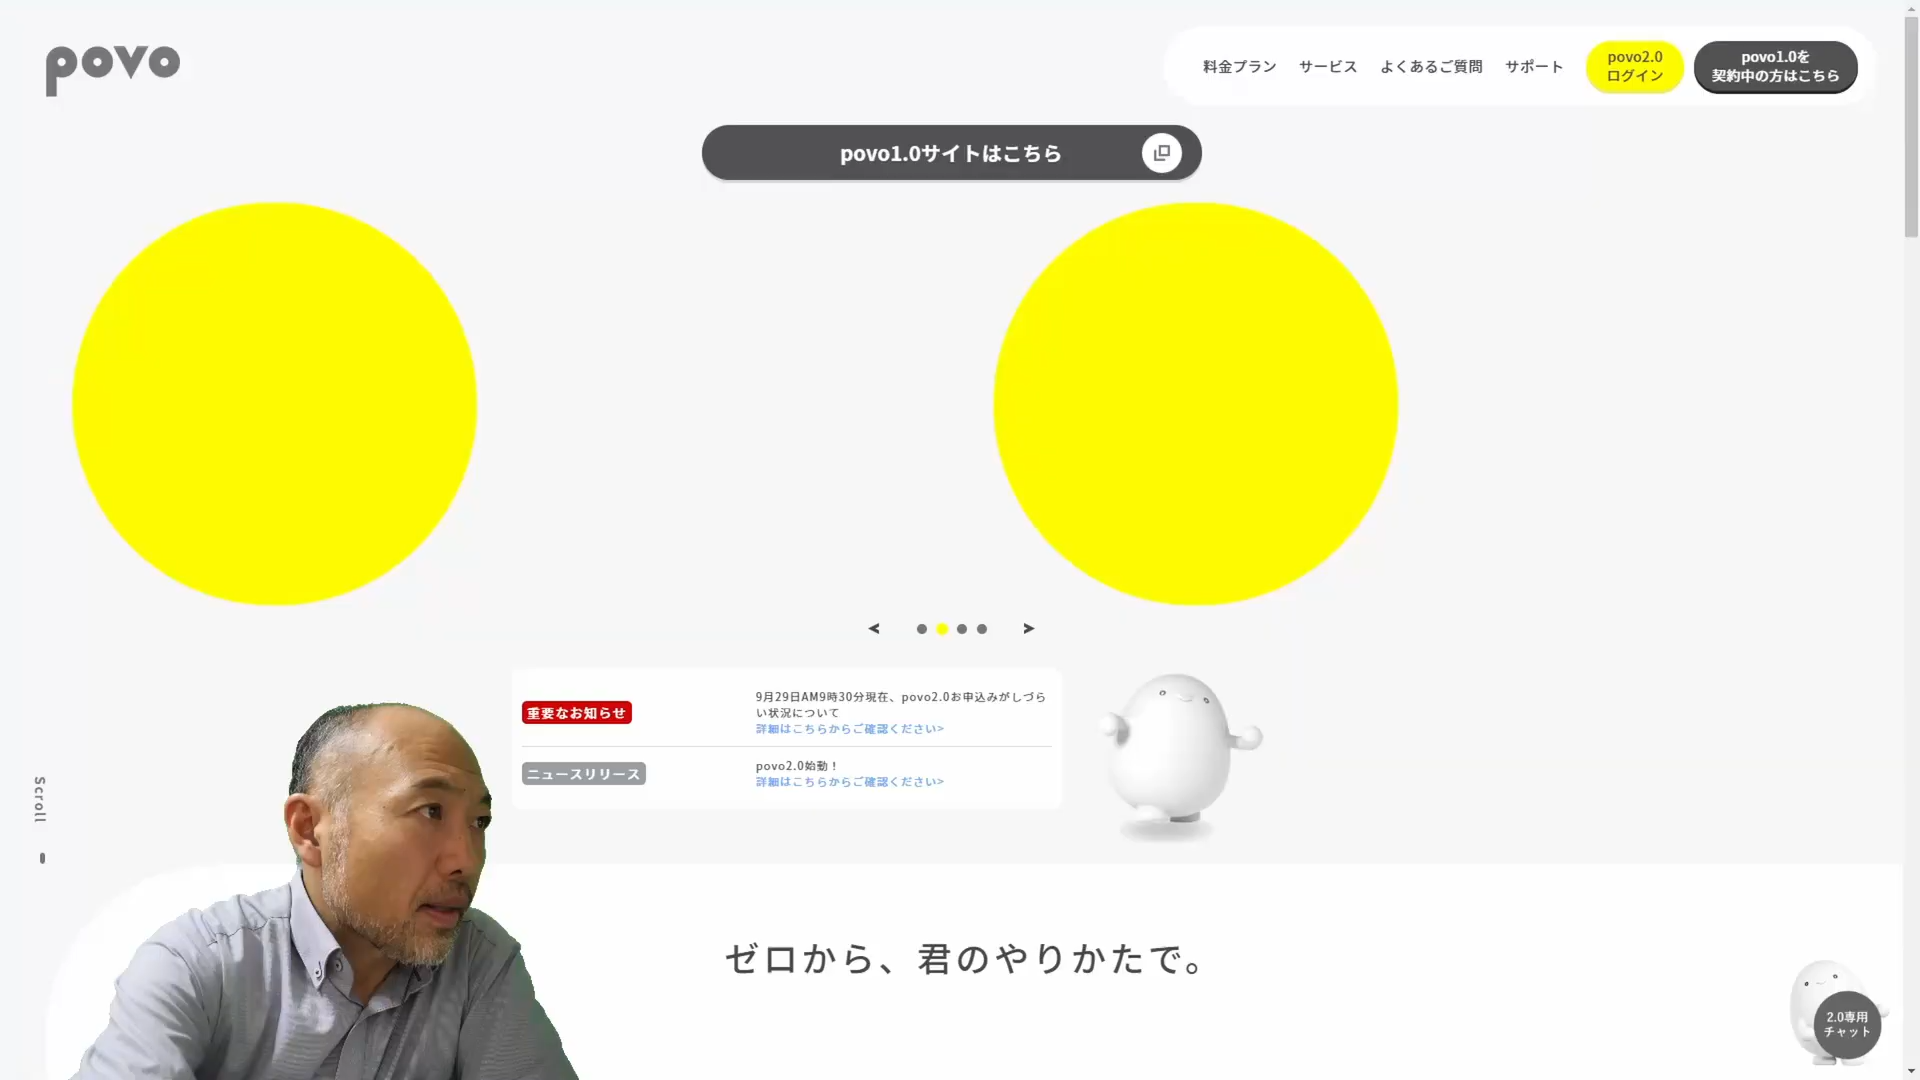 povo
料金プラン サービス よくあるご質問 サポート
povo2.0
ログイン
povo1.0を
契約中の方はこちら
povo1.0サイトはこちら
< >
重要なお知らせ
9月29日AM9時30分現在、povo2.0お申込みがしづら
い状況について
詳細はこちらからご確認ください>
ニュースリリース
povo2.0始動！
詳細はこちらからご確認ください>
Scroll
ゼロから、君のやりかたで。
2.0専用
チャット